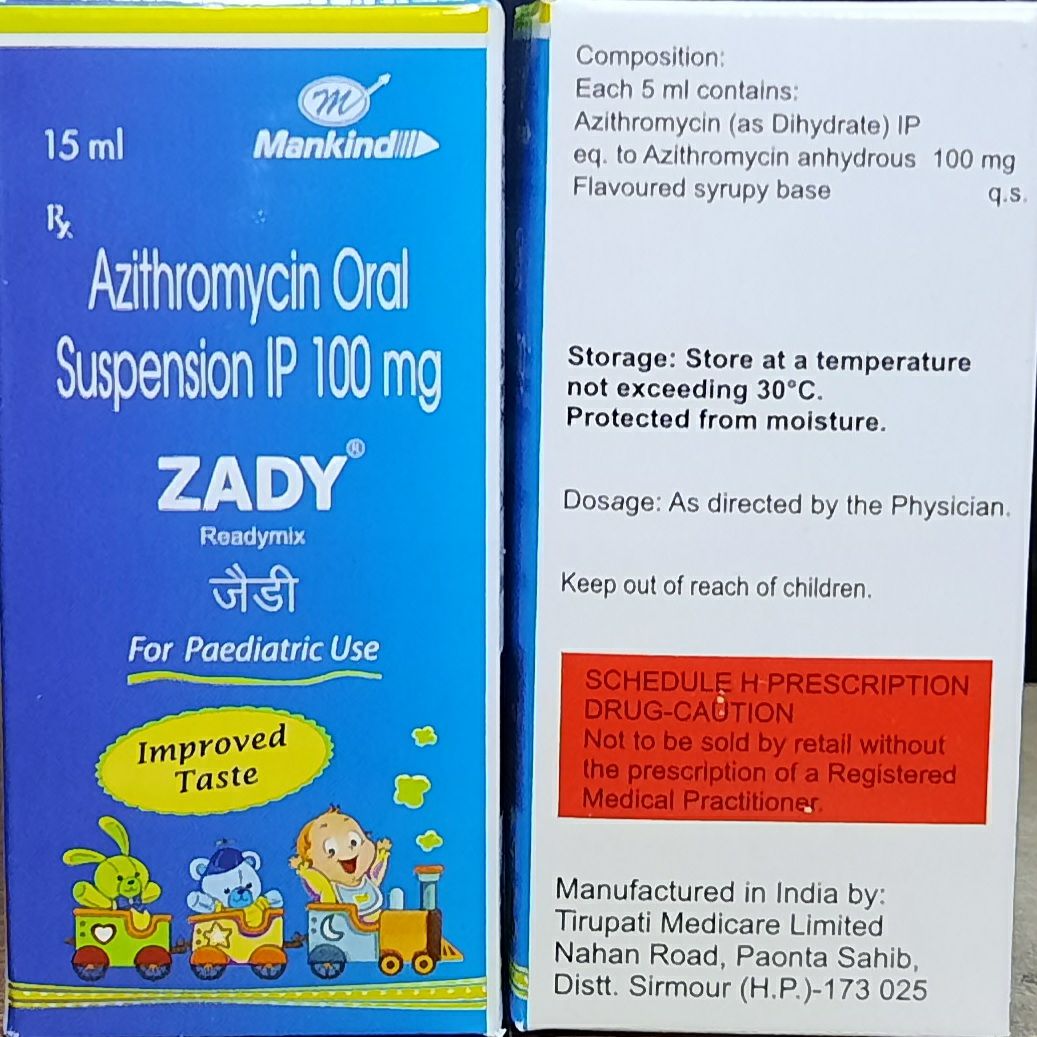 15 ml
m
Mankind
Rx
Azithromycin Oral
Suspension IP 100 mg
ZADY®
Readymix
जैडी
For Paediatric Use
Improved
Taste
Composition:
Each 5 ml contains:
Azithromycin (as Dihydrate) IP
eq. to Azithromycin anhydrous 100 mg
Flavoured syrupy base q.s.
Storage: Store at a temperature
not exceeding 30°C.
Protected from moisture.
Dosage: As directed by the Physician.
Keep out of reach of children.
SCHEDULE H-PRESCRIPTION
DRUG-CAUTION
Not to be sold by retail without
the prescription of a Registered
Medical Practitioner.
Manufactured in India by:
Tirupati Medicare Limited
Nahan Road, Paonta Sahib,
Distt. Sirmour (H.P.)-173 025